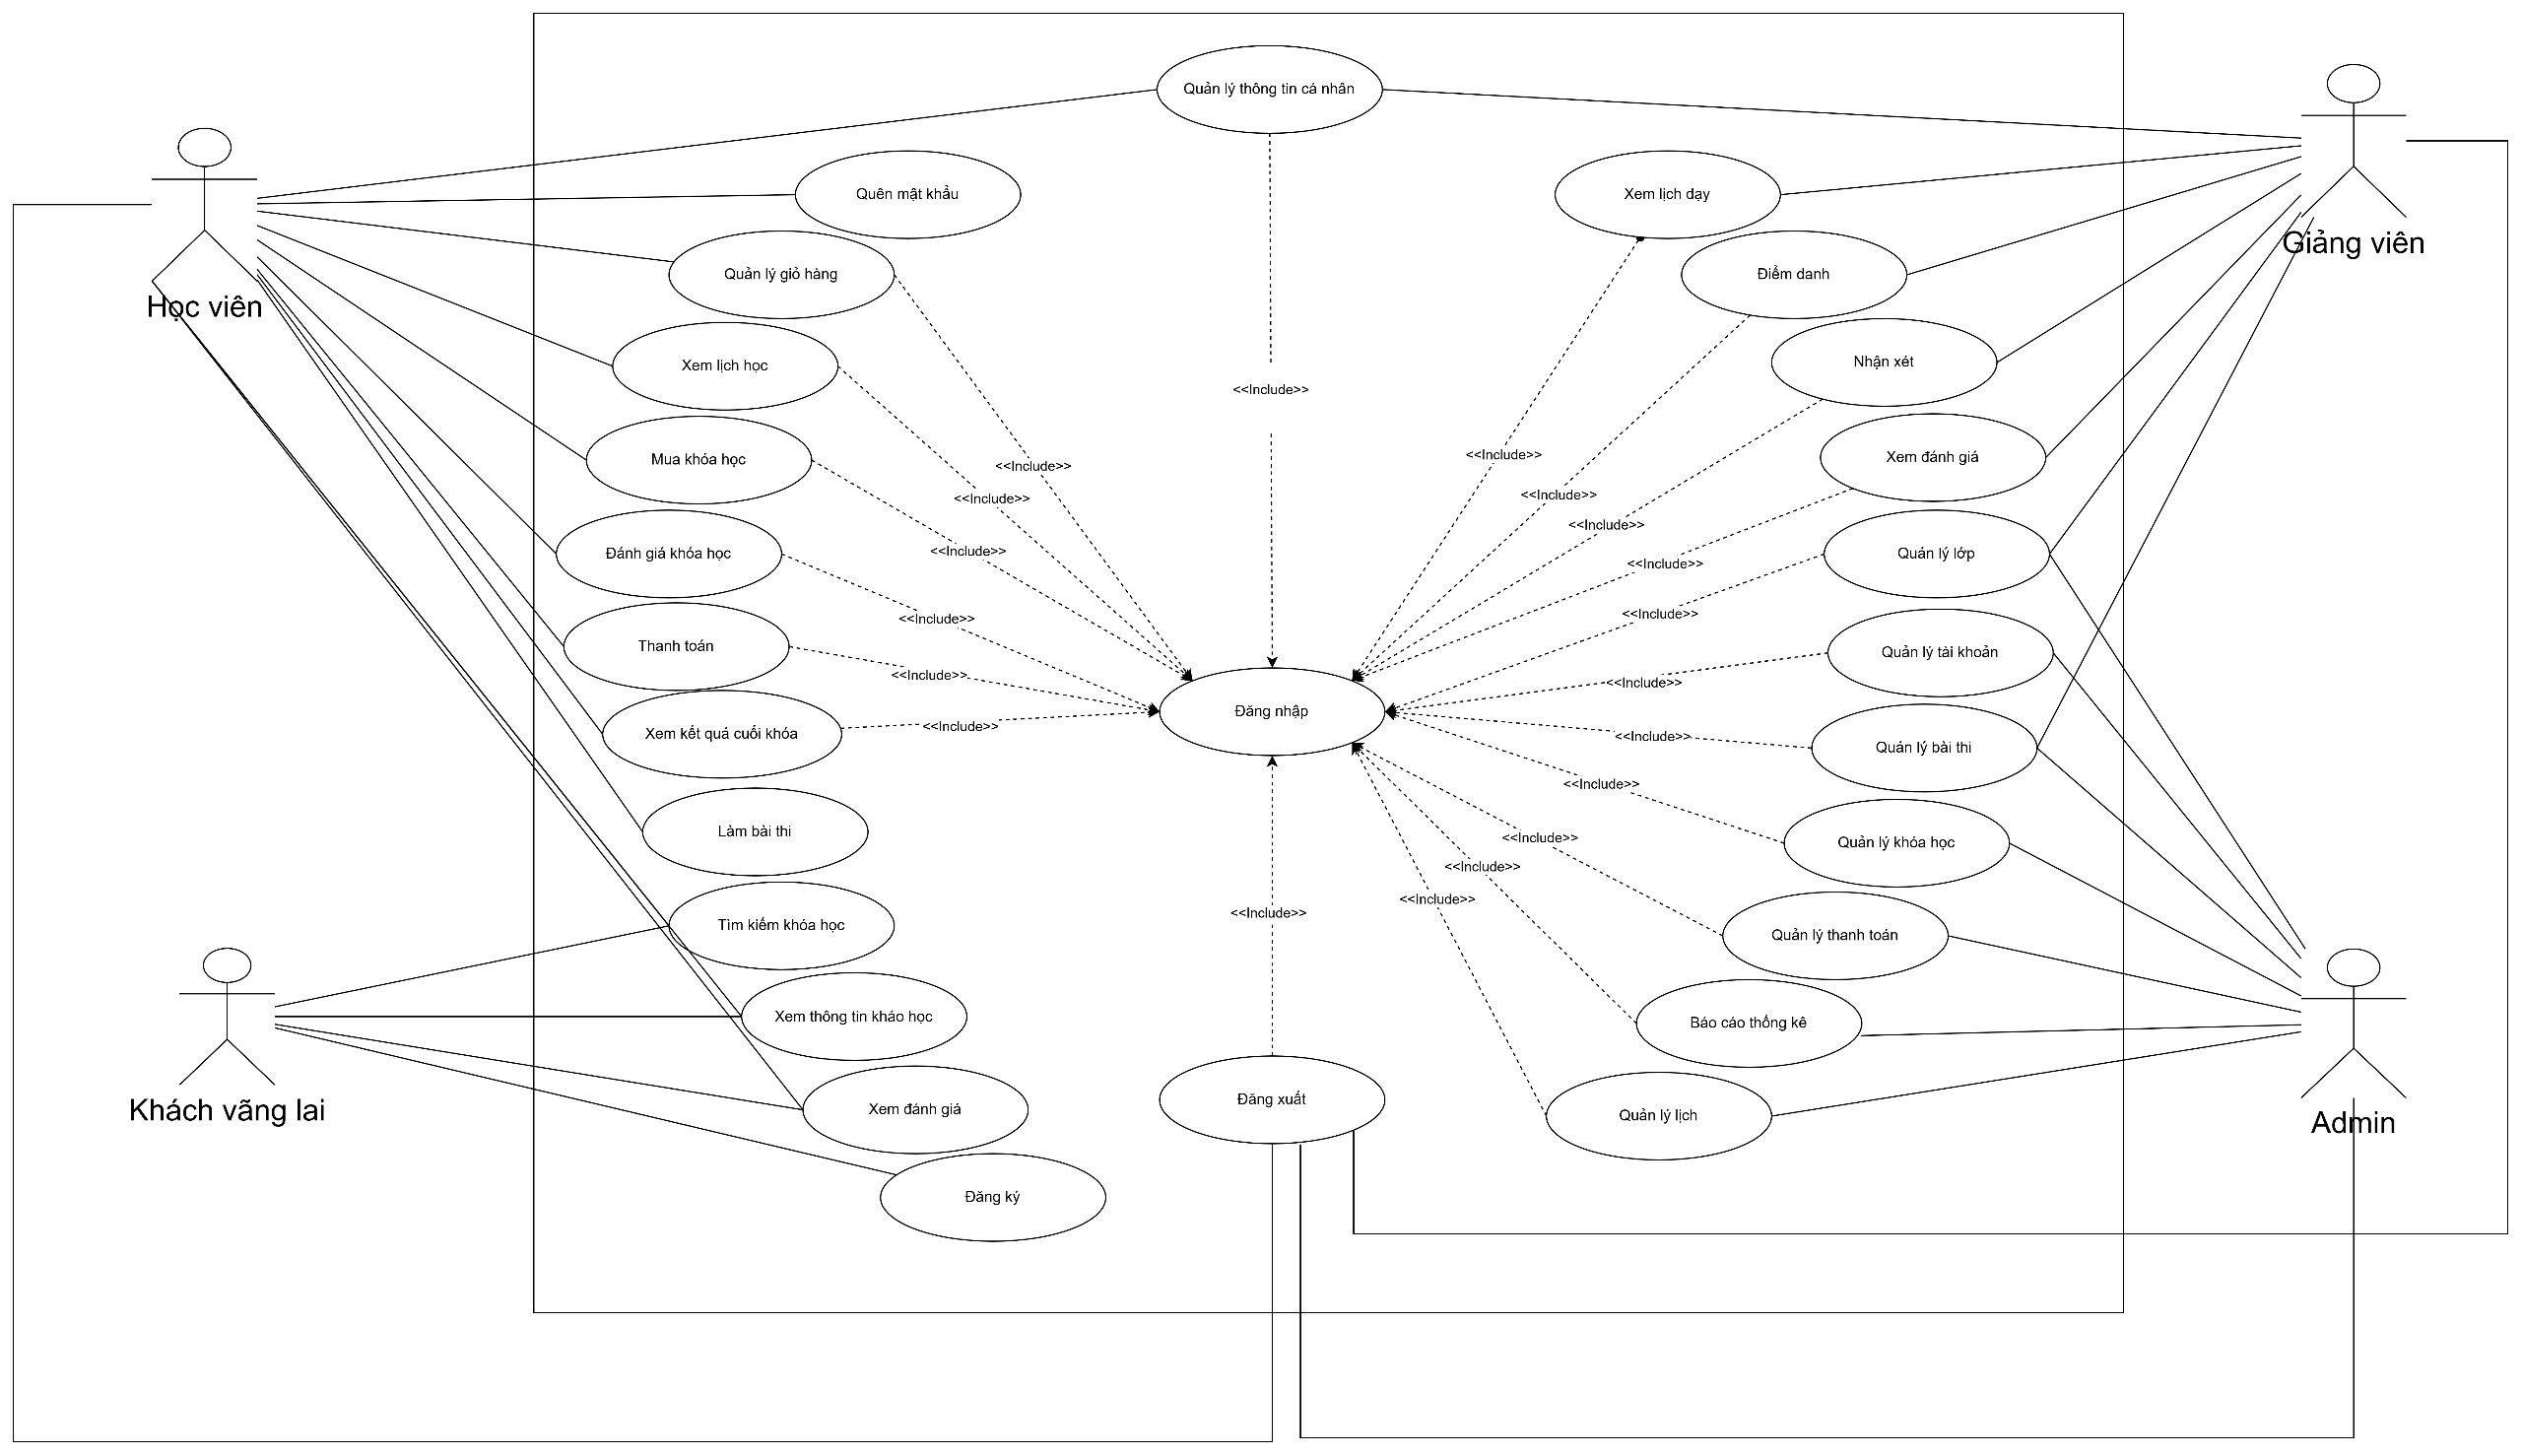 Quản lý thông tin cá nhân
Quên mật khẩu
Xem lịch dạy
Giảng viên
Quản lý giỏ hàng
Điểm danh
Học viên
Xem lịch học
Nhận xét
<<Include>>
Mua khóa học
Xem đánh giá
<<Include>>
<<Include>>
<<Include>>
<<Include>>
<<Include>>
<<Include>>
Đánh giá khóa học
Quản lý lớp
<<Include>>
<<Include>>
<<Include>>
<<Include>>
Thanh toán
Quản lý tài khoản
<<Include>>
<<Include>>
Đăng nhập
Xem kết quả cuối khóa
<<Include>>
<<Include>>
Quản lý bài thi
<<Include>>
Làm bài thi
<<Include>>
Quản lý khóa học
<<Include>>
<<Include>>
<<Include>>
Tìm kiếm khóa học
Quản lý thanh toán
Xem thông tin kháo học
Báo cáo thống kê
Khách vãng lai
Xem đánh giá
Đăng xuất
Quản lý lịch
Admin
Đăng ký